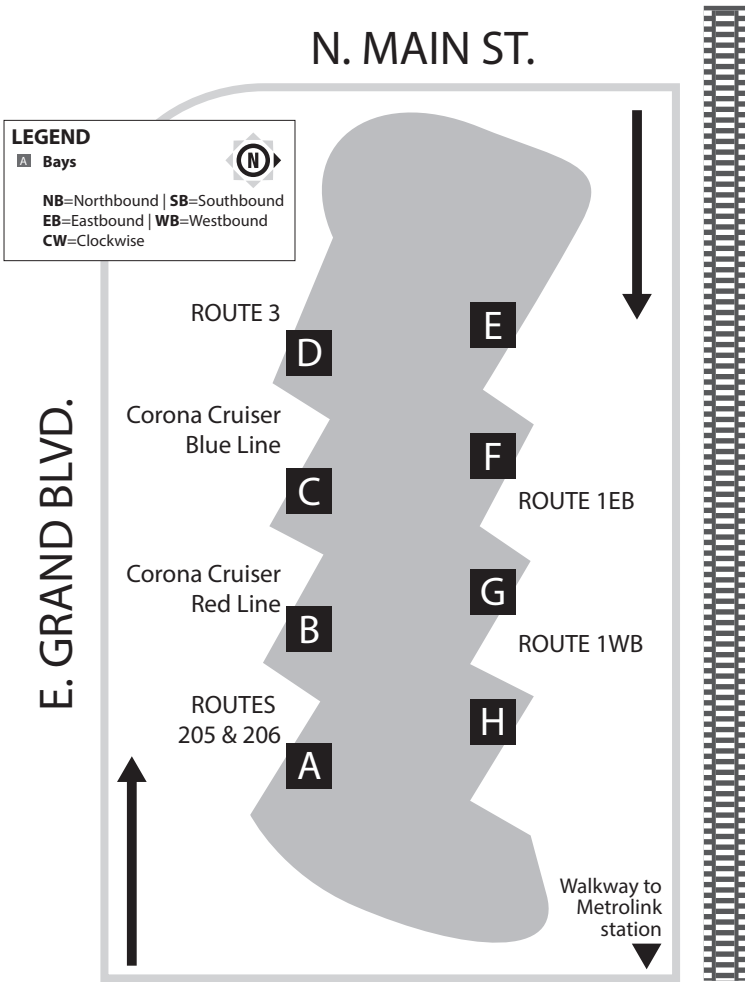 N. MAIN ST.
LEGEND
A Bays
N
NB=Northbound | SB=Southbound
EB=Eastbound | WB=Westbound
CW=Clockwise
E. GRAND BLVD.
ROUTE 3
D
E
Corona Cruiser
Blue Line
C
F
ROUTE 1EB
Corona Cruiser
Red Line
B
G
ROUTE 1WB
ROUTES
205 & 206
A
H
Walkway to
Metrolink
station